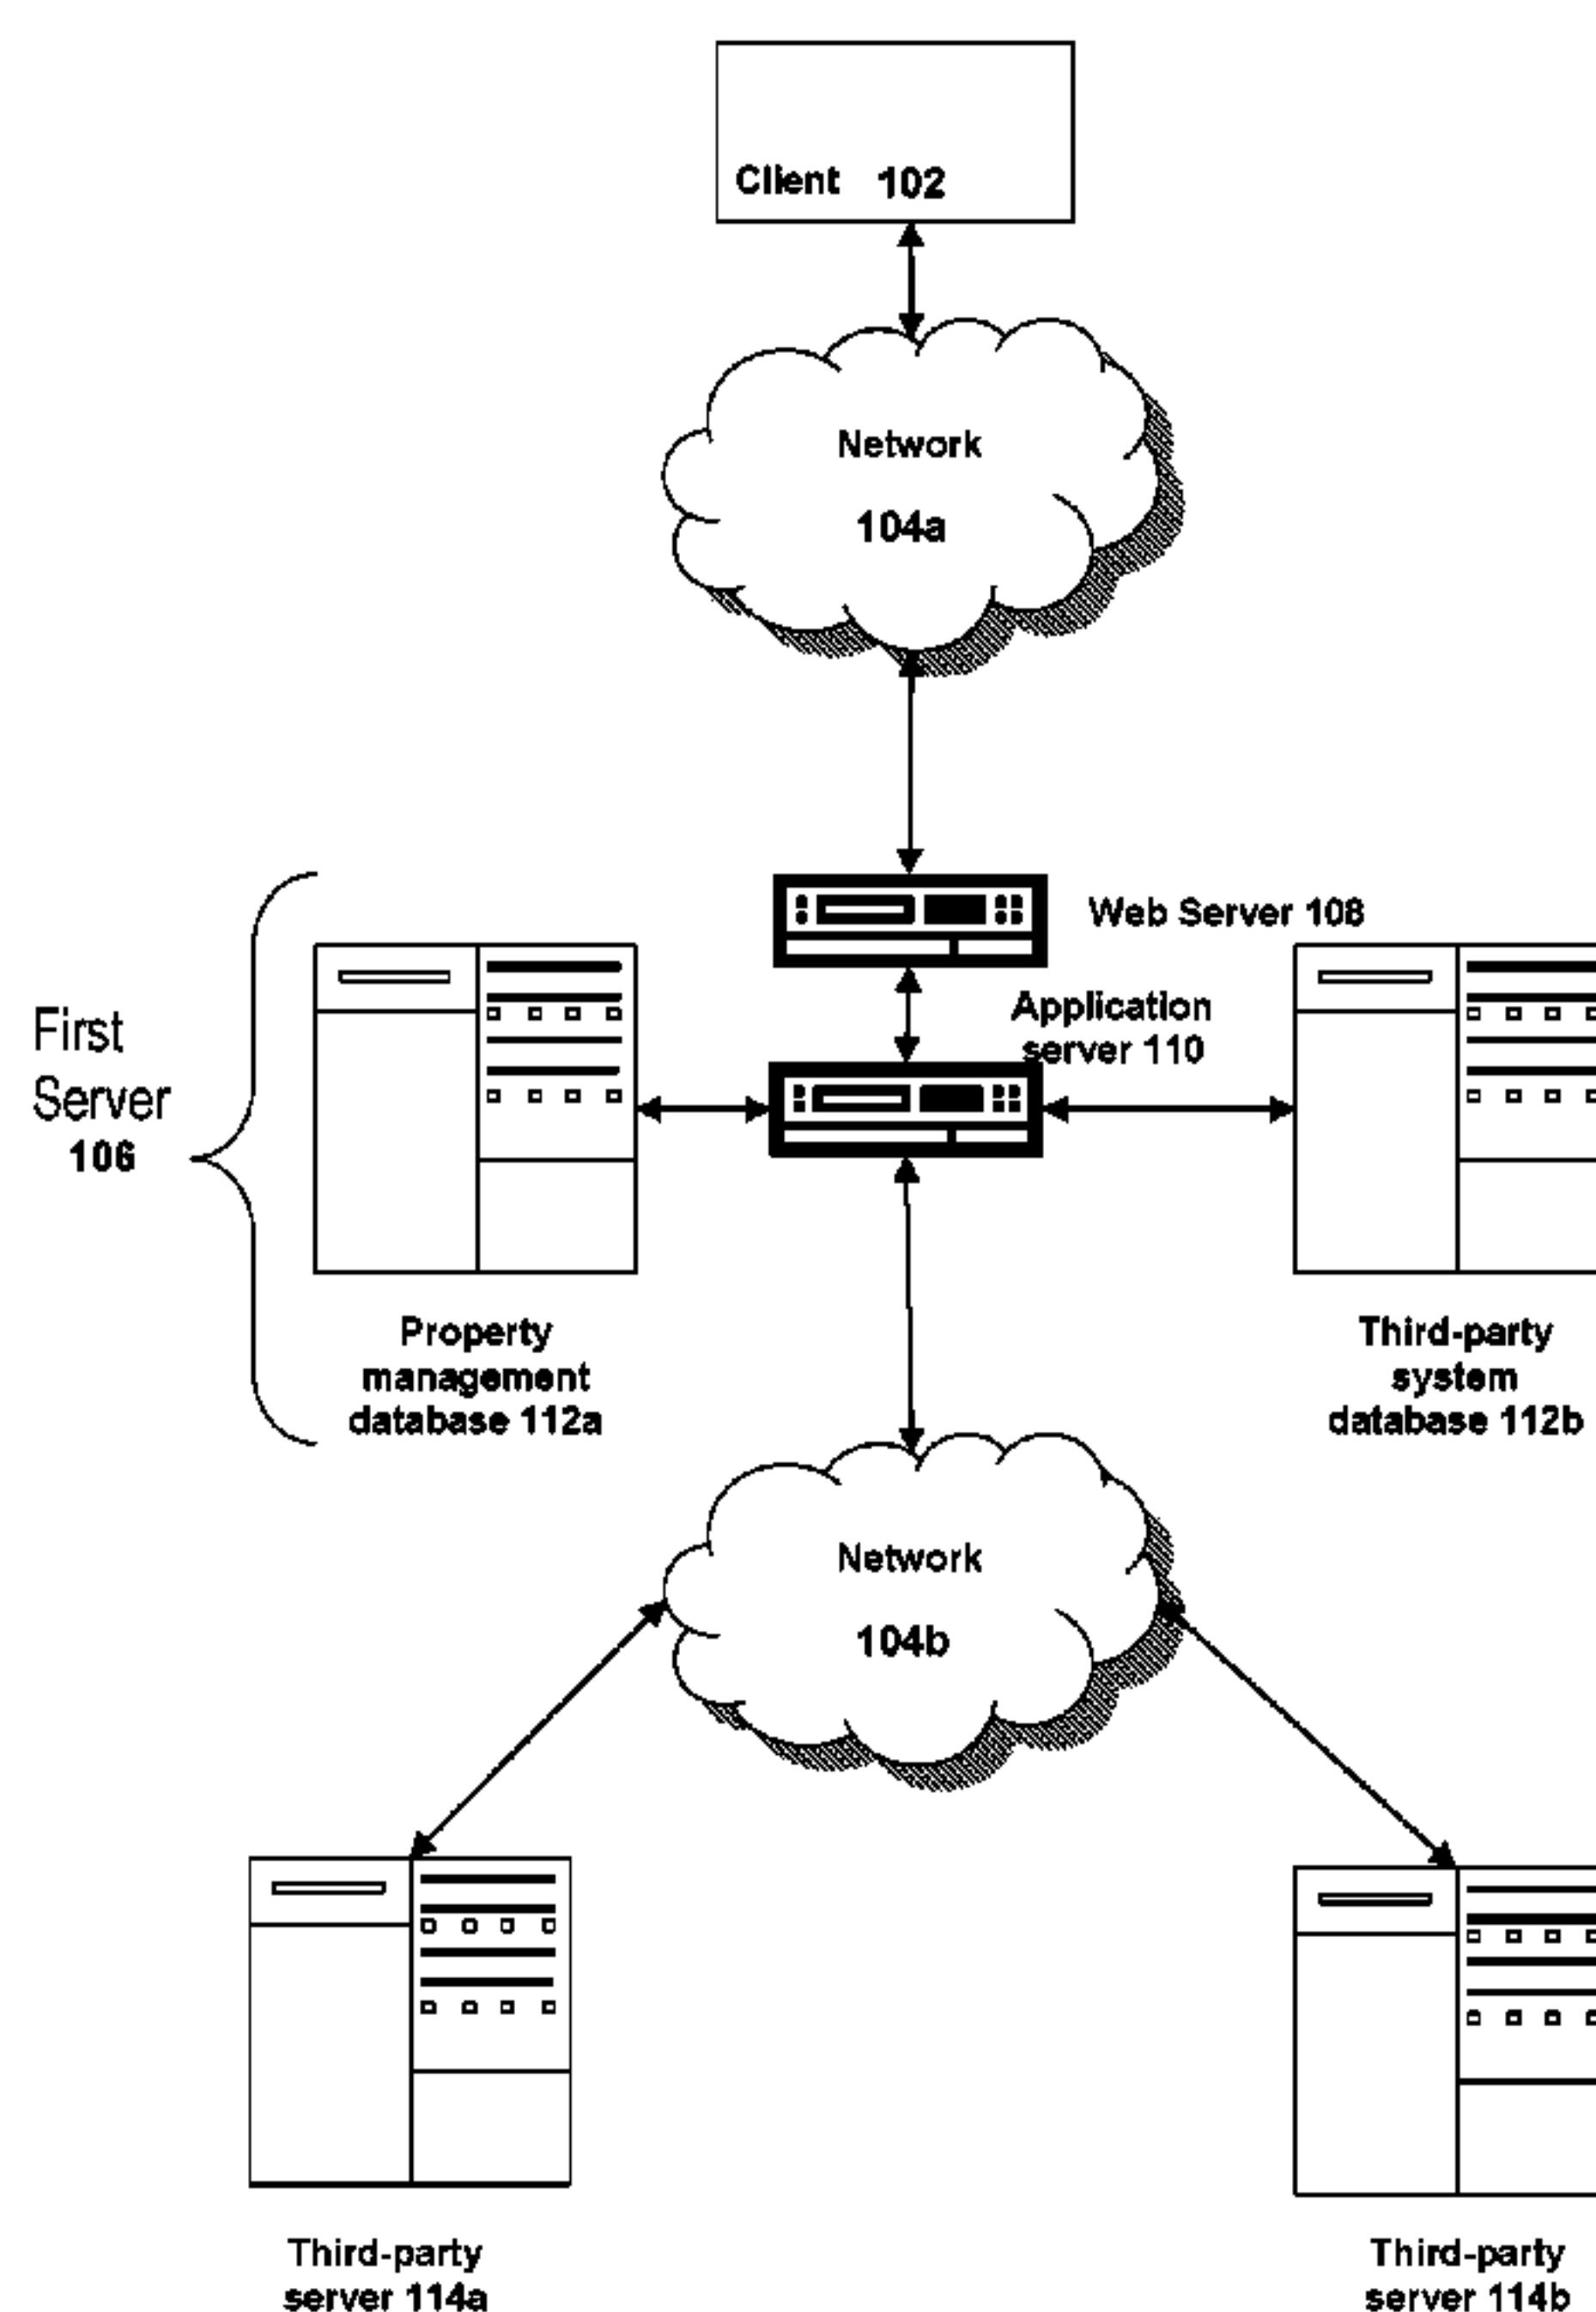 Client 102
Network
104a
Web Server 108
Application
server 110
First
Server
106
Property
management
database 112a
Third-party
system
database 112b
Network
104b
Third-party
server 114a
Third-party
server 114b